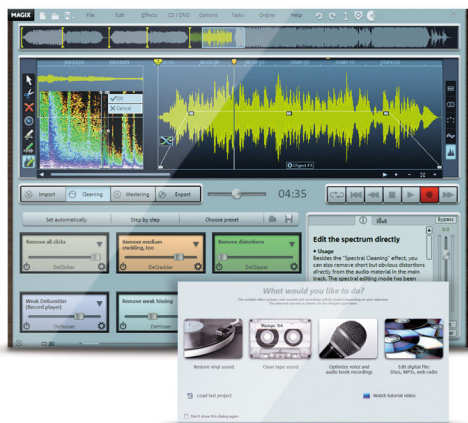 MAGIX
File Edit Effects CD / DVD Options Tasks Online Help
OK
Cancel
Object FX
Import Cleaning Mastering Export
04:35
Set automatically Step by step Choose preset
Bypass
Remove all clicks
DeClicker
Remove medium
crackling, too
DeCrackler
Remove distortions
DeClipper
Weak DeRumbler
(Record player)
DeNoiser
Remove weak hissing
DeHisser
Edit the spectrum directly
• Usage
Besides the "Spectral Cleaning" effect, you
can also remove short but obvious distortions
directly from the audio material in the main
track. The spectral editing mode has been
What would you like to do?
Mixtape '84
Restore vinyl sound
Clean tape sound
Optimize voice and
audio book recordings
Edit digital file:
Discs, MP3s, web radio
Load last project
Watch tutorial video
Don't show this dialog again